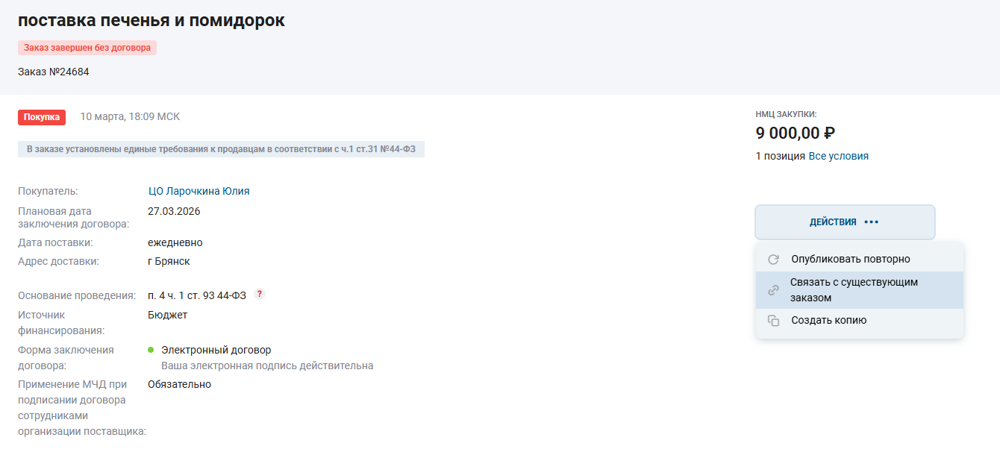 поставка печенья и помидорок
Заказ завершен без договора
Заказ №24684
Покупка 10 марта, 18:09 МСК
В заказе установлены единые требования к продавцам в соответствии с ч.1 ст.31 №44-ФЗ
Покупатель: ЦО Ларочкина Юлия
Плановая дата
заключения договора: 27.03.2026
Дата поставки: ежедневно
Адрес доставки: г Брянск
Основание проведения: п. 4 ч. 1 ст. 93 44-ФЗ ?
Источник
финансирования: Бюджет
Форма заключения
договора: Электронный договор
Ваша электронная подпись действительна
Применение МЧД при
подписании договора
сотрудниками
организации поставщика: Обязательно
НМЦ ЗАКУПКИ:
9 000,00 ₽
1 позиция Все условия
ДЕЙСТВИЯ •••
Опубликовать повторно
Связать с существующим
заказом
Создать копию